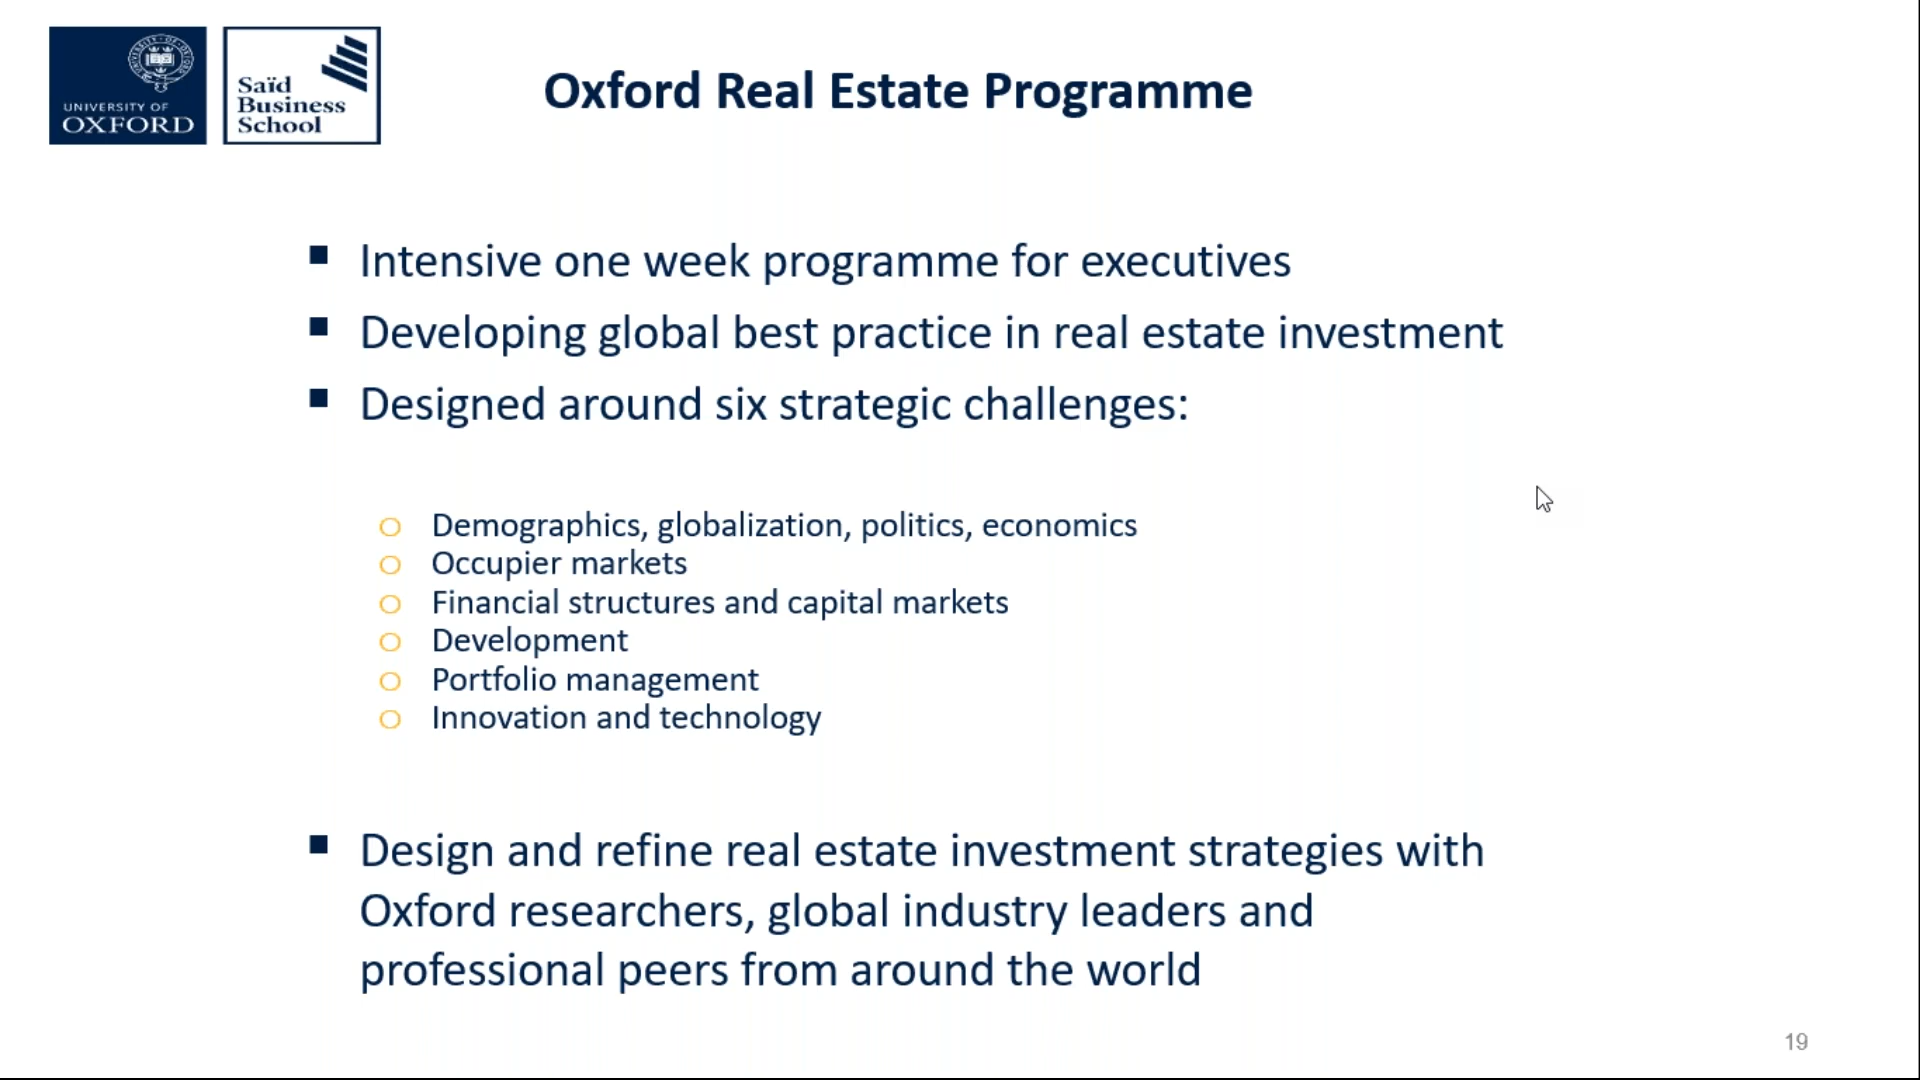 UNIVERSITY OF
OXFORD
Saïd
Business
School
Oxford Real Estate Programme
Intensive one week programme for executives
Developing global best practice in real estate investment
Designed around six strategic challenges:
Demographics, globalization, politics, economics
Occupier markets
Financial structures and capital markets
Development
Portfolio management
Innovation and technology
Design and refine real estate investment strategies with
Oxford researchers, global industry leaders and
professional peers from around the world
19